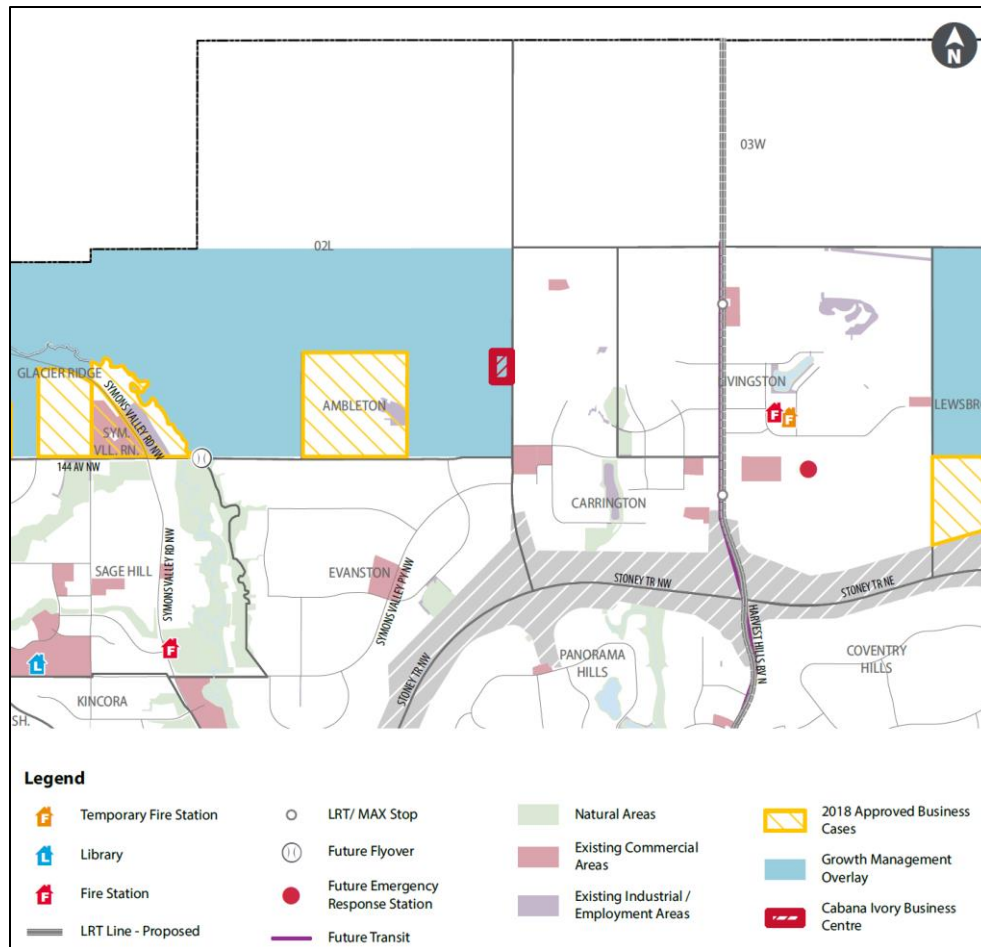 N
03W
02L
GLACIER RIDGE
SYMONS VALLEY RD NW
SYM.
VLL. RN.
144 AV NW
AMBLETON
LIVINGSTON
F
F
LEWSBR
CARRINGTON
SAGE HILL
SYMONS VALLEY RD NW
EVANSTON
SYMONS VALLEY PY NW
STONEY TR NW
STONEY TR NE
STONEY TR NW
HARVEST HILLS BV N
F
L
KINCORA
SH.
PANORAMA
HILLS
COVENTRY
HILLS
Legend
F Temporary Fire Station
L Library
F Fire Station
LRT Line - Proposed
LRT/ MAX Stop
Future Flyover
Future Emergency
Response Station
Future Transit
Natural Areas
Existing Commercial
Areas
Existing Industrial /
Employment Areas
2018 Approved Business
Cases
Growth Management
Overlay
Cabana Ivory Business
Centre